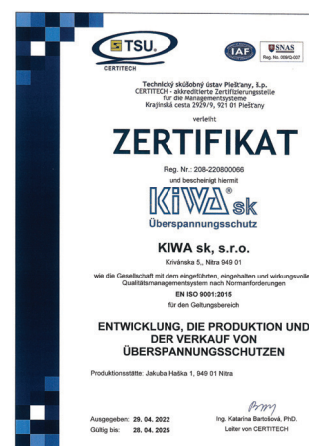 TSU.
CERTITECH
IAF
SNAS
Reg. No. 099/Q-027
Technický skúšobný ústav Piešťany, š.p.
CERTITECH - akkreditierte Zertifizierungsstelle
für die Managementsysteme
Krajinská cesta 2929/9, 921 01 Piešťany
verleiht
ZERTIFIKAT
Reg. Nr.: 208-220800066
und bescheinigt hiermit
KIWA® sk
Überspannungsschutz
KIWA sk, s.r.o.
Krivánska 5., Nitra 949 01
wie die Gesellschaft mit dem eingeführten, eingehalten und wirkungsvolle
Qualitätsmanagementsystem nach Normanforderungen
EN ISO 9001:2015
für den Geltungsbereich
ENTWICKLUNG, DIE PRODUKTION UND
DER VERKAUF VON
ÜBERSPANNUNGSSCHUTZEN
Produktionsstätte: Jakuba Haška 1, 949 01 Nitra
Ausgegeben: 29. 04. 2022
Gültig bis: 28. 04. 2025
Ing. Katarína Bartošová, PhD.
Leiter von CERTITECH